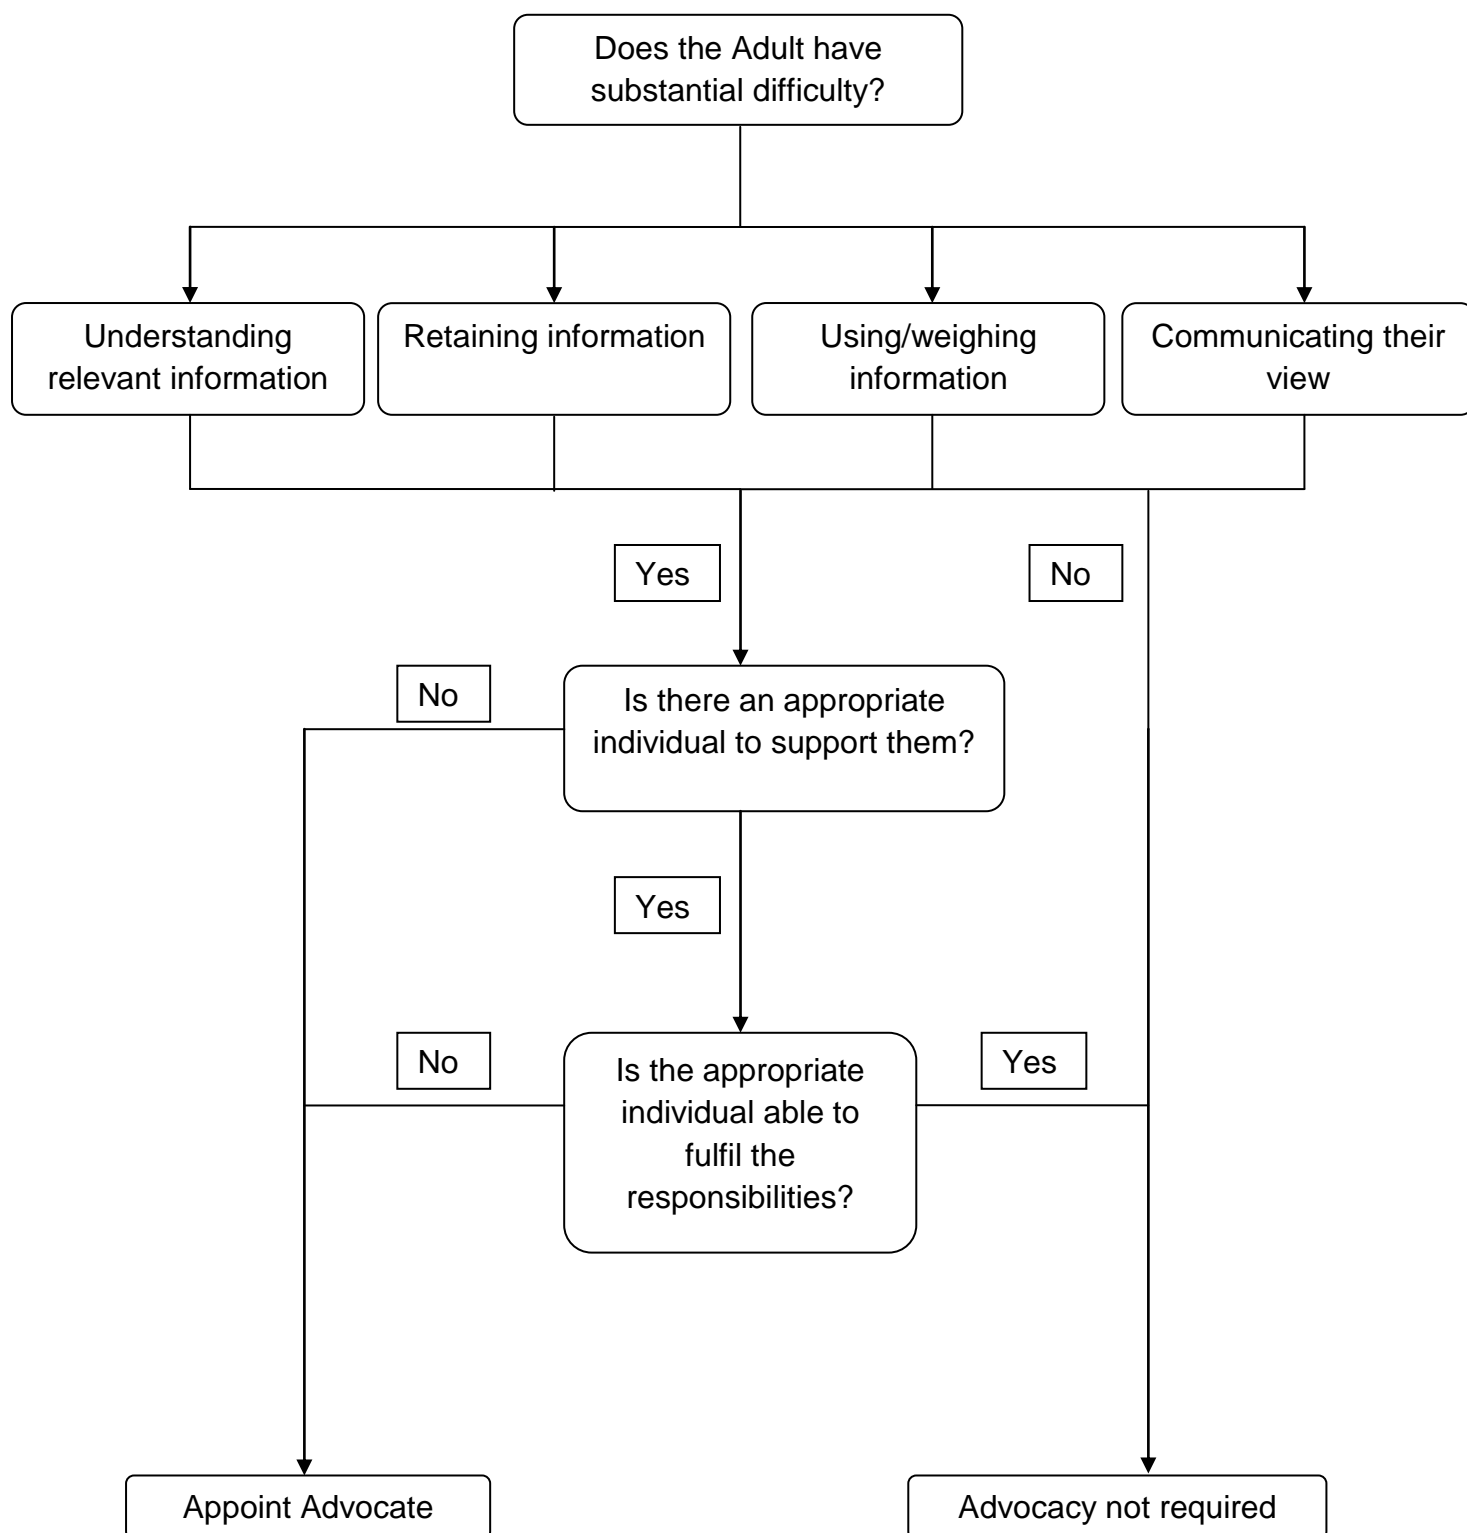 Does the Adult have
substantial difficulty?
Understanding
relevant information
Retaining information
Using/weighing
information
Communicating their
view
Yes
No
No
Is there an appropriate
individual to support them?
Yes
No
Is the appropriate
individual able to
fulfil the
responsibilities?
Yes
Appoint Advocate
Advocacy not required